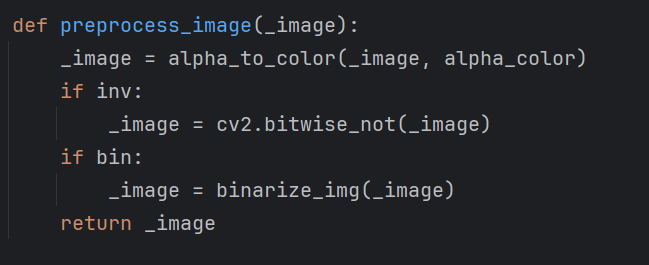 def preprocess_image(_image):
    _image = alpha_to_color(_image, alpha_color)
    if inv:
        _image = cv2.bitwise_not(_image)
    if bin:
        _image = binarize_img(_image)
    return _image